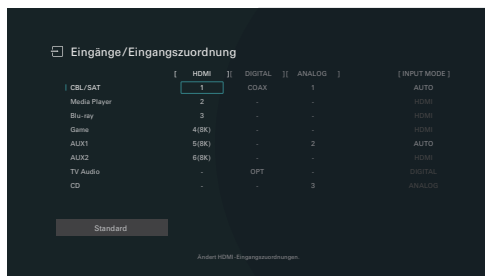 Eingänge/Eingangszuordnung
[ HDMI ][ DIGITAL ][ ANALOG ] [ INPUT MODE ]
CBL/SAT 1 COAX 1 AUTO
Media Player 2 - - HDMI
Blu-ray 3 - - HDMI
Game 4(8K) - - HDMI
AUX1 5(8K) - 2 AUTO
AUX2 6(8K) - - HDMI
TV Audio - OPT - DIGITAL
CD - - 3 ANALOG
Standard
Ändert HDMI-Eingangszuordnungen.